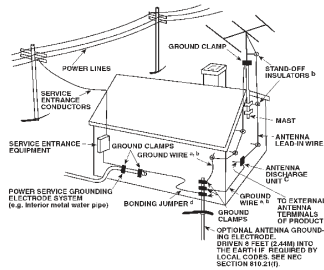 GROUND CLAMP
POWER LINES
STAND-OFF
INSULATORS b
SERVICE
ENTRANCE
CONDUCTORS
MAST
ANTENNA
LEAD-IN WIRE
SERVICE ENTRANCE
EQUIPMENT
GROUND CLAMPS
GROUND WIRE a, b
ANTENNA
DISCHARGE
UNIT C
POWER SERVICE GROUNDING
ELECTRODE SYSTEM
(e.g. Interior metal water pipe)
BONDING JUMPER d
GROUND
WIRE a, b
GROUND
CLAMPS
TO EXTERNAL
ANTENNA
TERMINALS
OF PRODUCT
OPTIONAL ANTENNA GROUND-
ING ELECTRODE.
DRIVEN 8 FEET (2.44M) INTO
THE EARTH IF REQUIRED BY
LOCAL CODES. SEE NEC
SECTION 810.21(f).